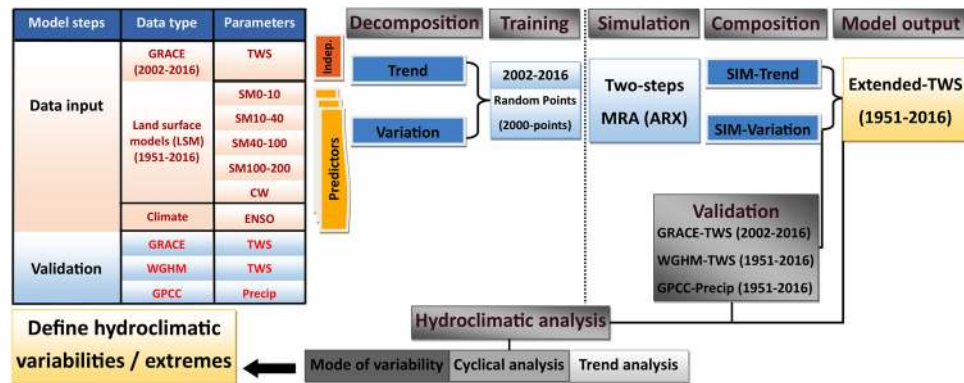 Model steps
Data type
Parameters
Data input
GRACE
(2002-2016)
TWS
Land surface
models (LSM)
(1951-2016)
SM0-10
SM10-40
SM40-100
SM100-200
CW
Climate
ENSO
Validation
GRACE
TWS
WGHM
TWS
GPCC
Precip
Indep.
Predictors
Decomposition
Trend
Variation
Training
2002-2016
Random Points
(2000-points)
Simulation
Two-steps
MRA (ARX)
Composition
SIM-Trend
SIM-Variation
Model output
Extended-TWS
(1951-2016)
Validation
GRACE-TWS (2002-2016)
WGHM-TWS (1951-2016)
GPCC-Precip (1951-2016)
Hydroclimatic analysis
Mode of variability
Cyclical analysis
Trend analysis
Define hydroclimatic
variabilities / extremes